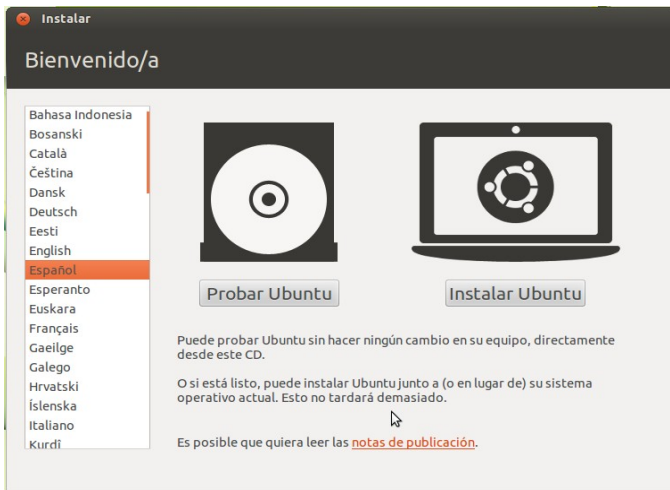 Instalar
Bienvenido/a
Bahasa Indonesia
Bosanski
Català
Čeština
Dansk
Deutsch
Eesti
English
Español
Esperanto
Euskara
Français
Gaeilge
Galego
Hrvatski
Íslenska
Italiano
Kurdî
Probar Ubuntu
Instalar Ubuntu
Puede probar Ubuntu sin hacer ningún cambio en su equipo, directamente
desde este CD.
O si está listo, puede instalar Ubuntu junto a (o en lugar de) su sistema
operativo actual. Esto no tardará demasiado.
Es posible que quiera leer las notas de publicación.